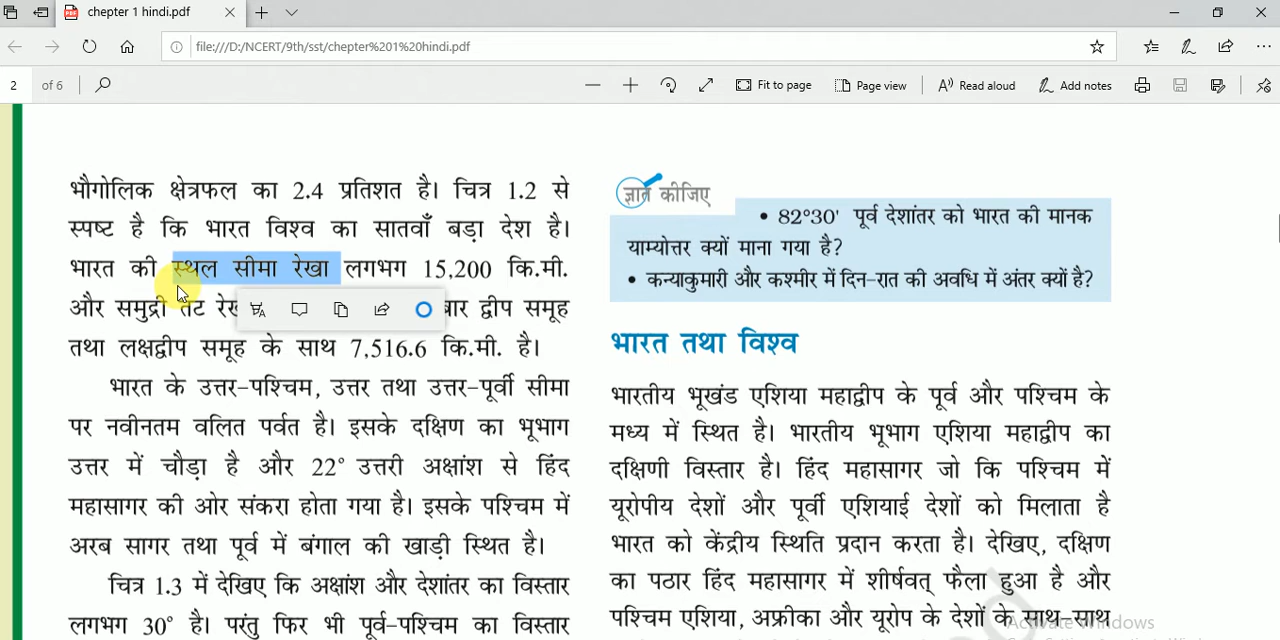 chepter 1 hindi.pdf
file:///D:/NCERT/9th/sst/chepter%201%20hindi.pdf
2 of 6
Fit to page
Page view
Read aloud
Add notes
भौगोलिक क्षेत्रफल का 2.4 प्रतिशत है। चित्र 1.2 से
स्पष्ट है कि भारत विश्व का सातवाँ बड़ा देश है।
भारत की स्थल सीमा रेखा लगभग 15,200 कि.मी.
और समुद्री तट रे बार द्वीप समूह
तथा लक्षद्वीप समूह के साथ 7,516.6 कि.मी. है।
भारत के उत्तर-पश्चिम, उत्तर तथा उत्तर-पूर्वी सीमा
पर नवीनतम वलित पर्वत है। इसके दक्षिण का भूभाग
उत्तर में चौड़ा है और 22° उत्तरी अक्षांश से हिंद
महासागर की ओर संकरा होता गया है। इसके पश्चिम में
अरब सागर तथा पूर्व में बंगाल की खाड़ी स्थित है।
चित्र 1.3 में देखिए कि अक्षांश और देशांतर का विस्तार
लगभग 30° है। परंतु फिर भी पूर्व-पश्चिम का विस्तार
ज्ञात कीजिए
• 82°30' पूर्व देशांतर को भारत की मानक
याम्योत्तर क्यों माना गया है?
• कन्याकुमारी और कश्मीर में दिन-रात की अवधि में अंतर क्यों है?
भारत तथा विश्व
भारतीय भूखंड एशिया महाद्वीप के पूर्व और पश्चिम के
मध्य में स्थित है। भारतीय भूभाग एशिया महाद्वीप का
दक्षिणी विस्तार है। हिंद महासागर जो कि पश्चिम में
यूरोपीय देशों और पूर्वी एशियाई देशों को मिलाता है
भारत को केंद्रीय स्थिति प्रदान करता है। देखिए, दक्षिण
का पठार हिंद महासागर में शीर्षवत् फैला हुआ है और
पश्चिम एशिया, अफ्रीका और यूरोप के देशों के साथ-साथ
Activate Windows